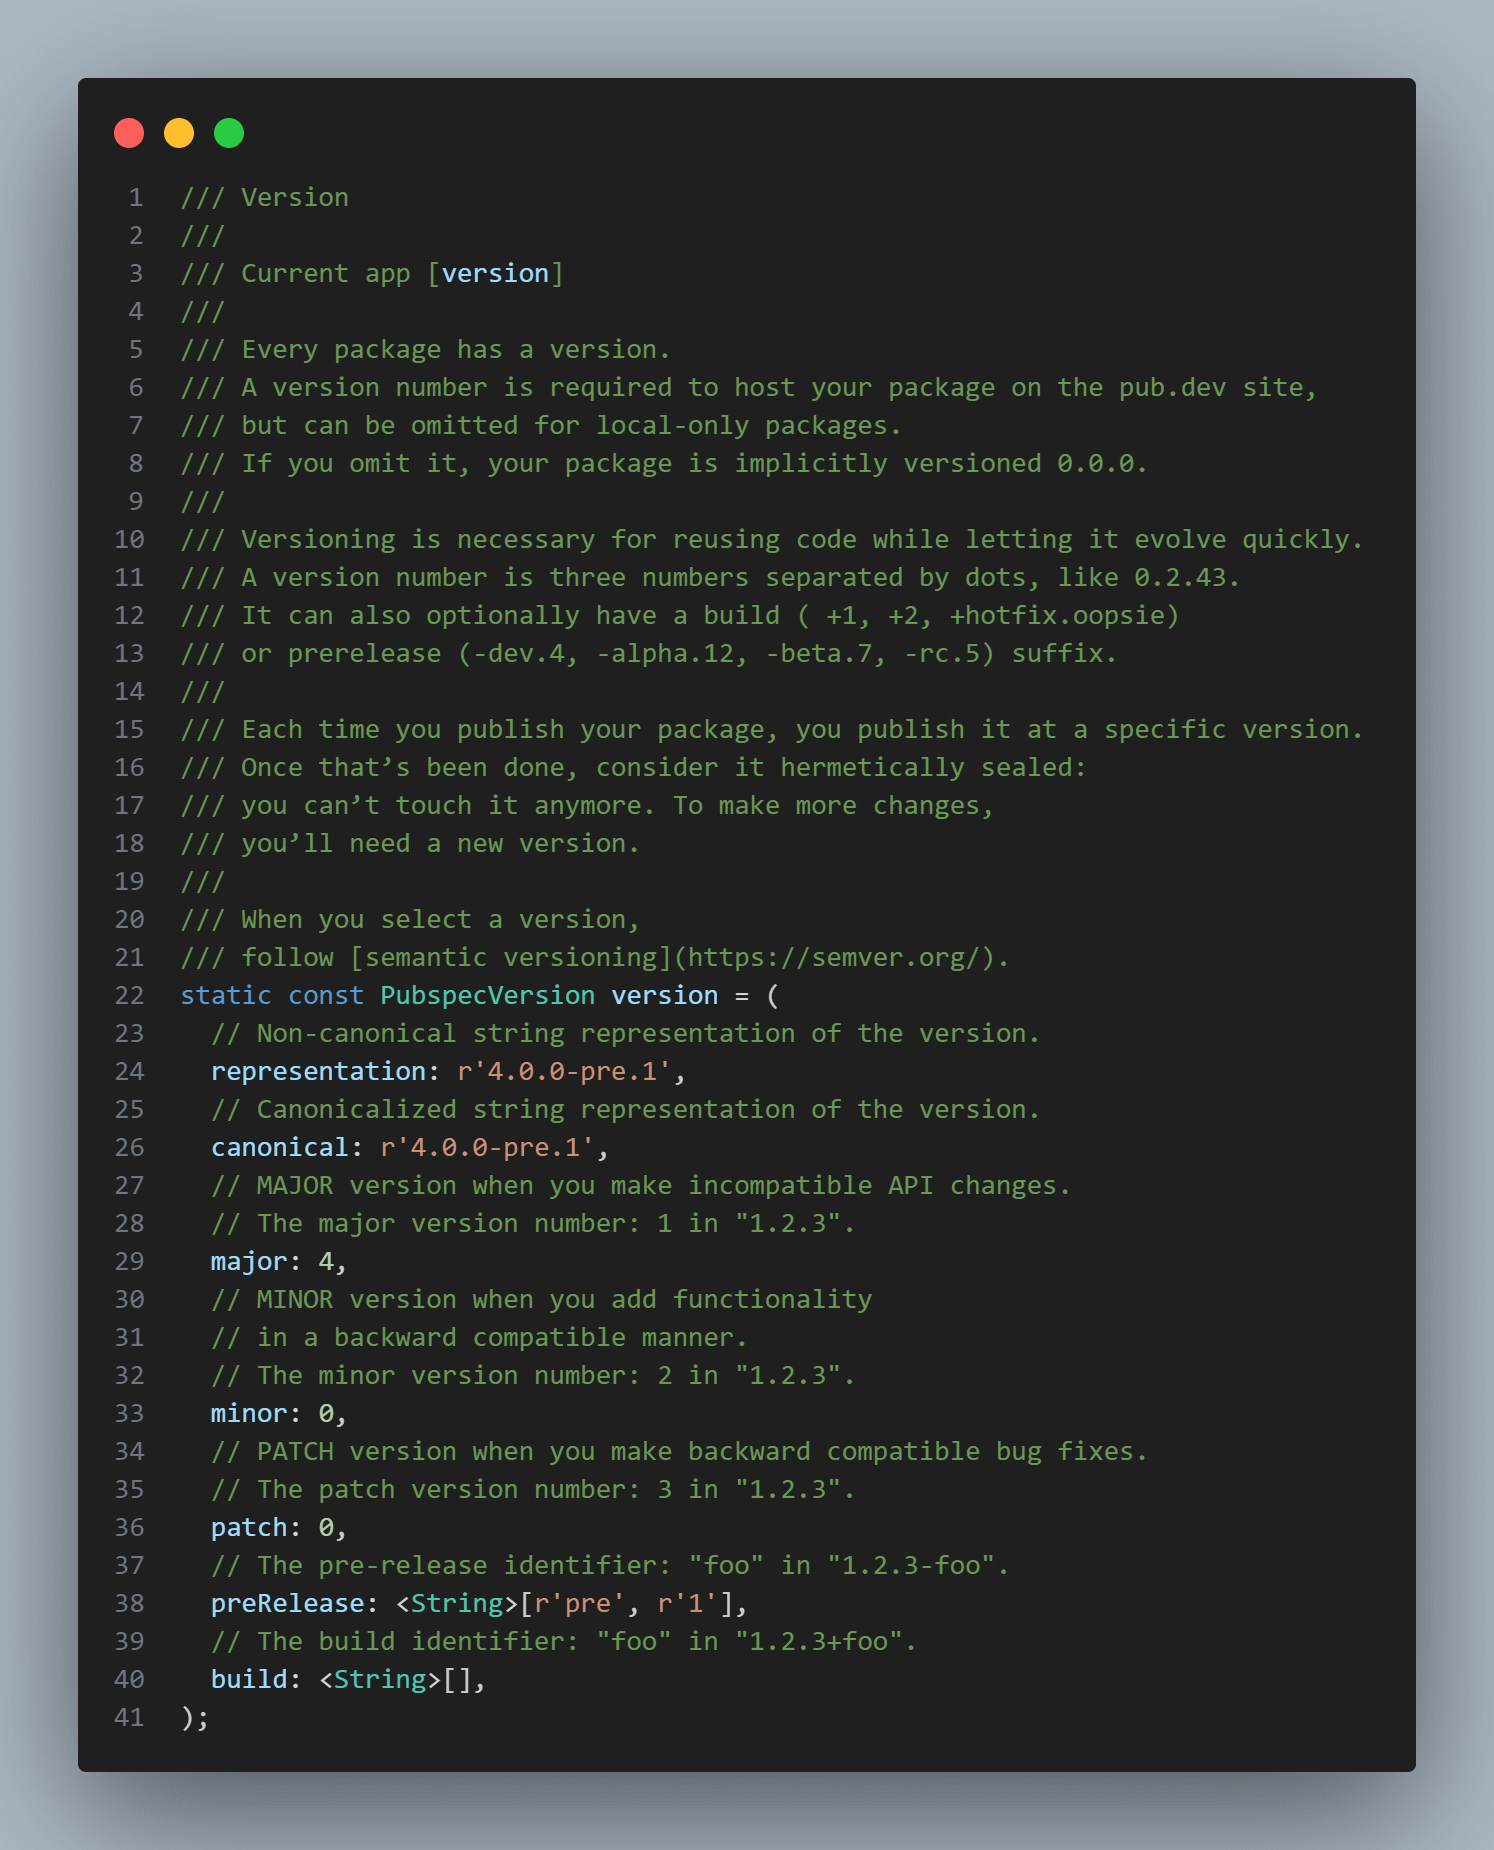 1 /// Version
2 ///
3 /// Current app [version]
4 ///
5 /// Every package has a version.
6 /// A version number is required to host your package on the pub.dev site,
7 /// but can be omitted for local-only packages.
8 /// If you omit it, your package is implicitly versioned 0.0.0.
9 ///
10 /// Versioning is necessary for reusing code while letting it evolve quickly.
11 /// A version number is three numbers separated by dots, like 0.2.43.
12 /// It can also optionally have a build ( +1, +2, +hotfix.oopsie)
13 /// or prerelease (-dev.4, -alpha.12, -beta.7, -rc.5) suffix.
14 ///
15 /// Each time you publish your package, you publish it at a specific version.
16 /// Once that’s been done, consider it hermetically sealed:
17 /// you can’t touch it anymore. To make more changes,
18 /// you’ll need a new version.
19 ///
20 /// When you select a version,
21 /// follow [semantic versioning](https://semver.org/).
22 static const PubspecVersion version = (
23   // Non-canonical string representation of the version.
24   representation: r'4.0.0-pre.1',
25   // Canonicalized string representation of the version.
26   canonical: r'4.0.0-pre.1',
27   // MAJOR version when you make incompatible API changes.
28   // The major version number: 1 in "1.2.3".
29   major: 4,
30   // MINOR version when you add functionality
31   // in a backward compatible manner.
32   // The minor version number: 2 in "1.2.3".
33   minor: 0,
34   // PATCH version when you make backward compatible bug fixes.
35   // The patch version number: 3 in "1.2.3".
36   patch: 0,
37   // The pre-release identifier: "foo" in "1.2.3-foo".
38   preRelease: <String>[r'pre', r'1'],
39   // The build identifier: "foo" in "1.2.3+foo".
40   build: <String>[],
41 );